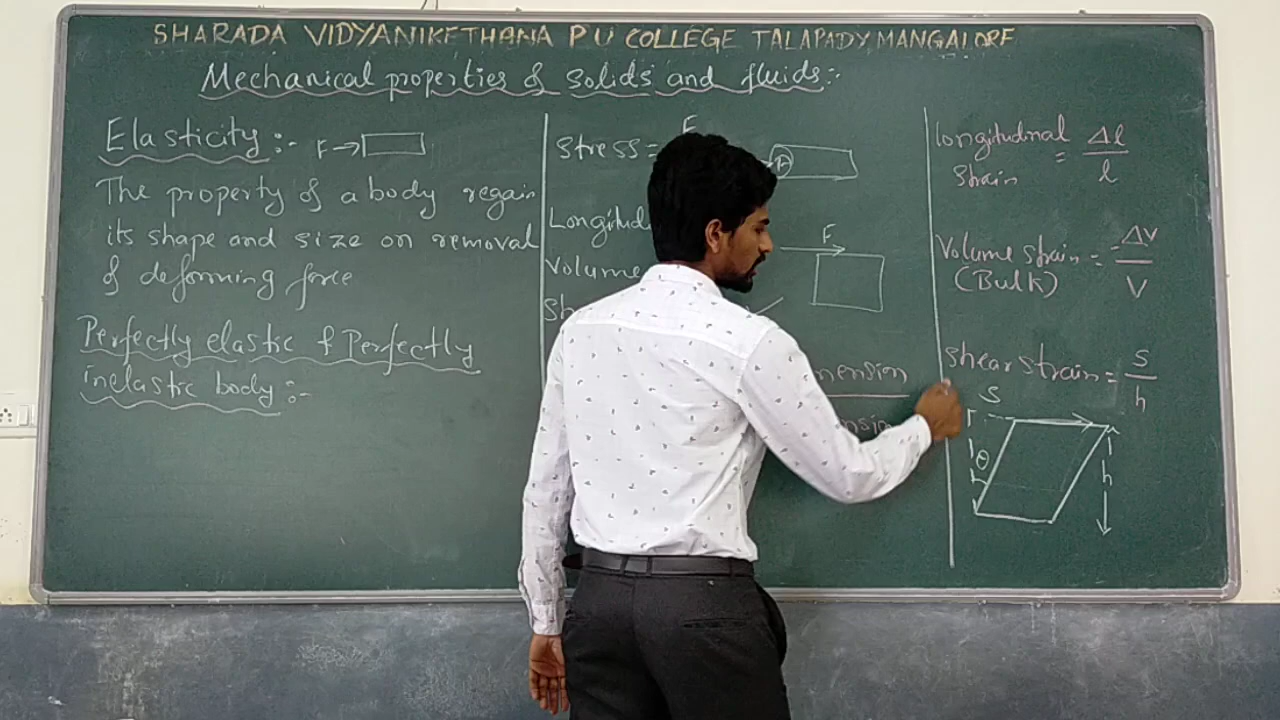 SHARADA VIDYANIKETHANA P U COLLEGE TALAPADY, MANGALORE
Mechanical properties of solids and fluids:-
Elasticity :- F→
The property of a body regain
its shape and size on removal
of deforming force
Perfectly elastic & Perfectly
inelastic body :-
F
Stress =
A
Longitud
F
Volume
Sh
mension
nsion
Longitudinal
Strain = Δl
l
Volume strain = -ΔV
(Bulk) V
Shear strain = S
h
S
θ
h